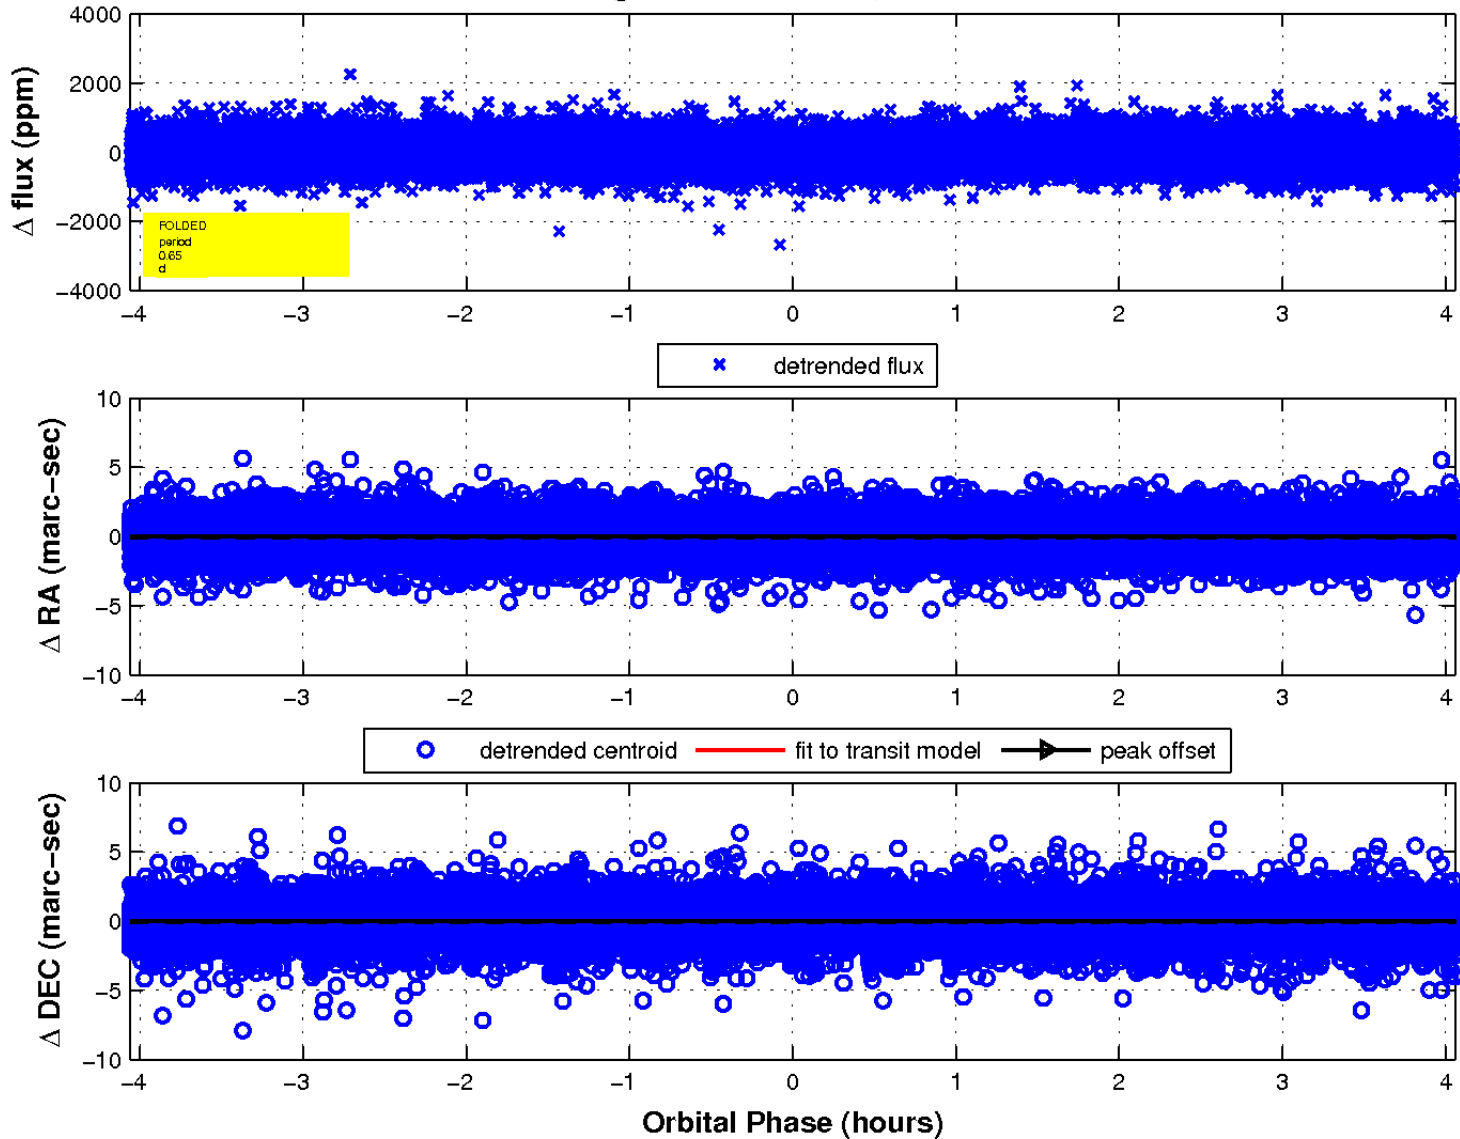 4000
2000
0
−2000
−4000
Δ flux (ppm)
FOLDED
period
0.65
d
−4 −3 −2 −1 0 1 2 3 4
detrended flux
10
5
0
−5
−10
Δ RA (marc−sec)
−4 −3 −2 −1 0 1 2 3 4
detrended centroid fit to transit model peak offset
10
5
0
−5
−10
Δ DEC (marc−sec)
−4 −3 −2 −1 0 1 2 3 4
Orbital Phase (hours)